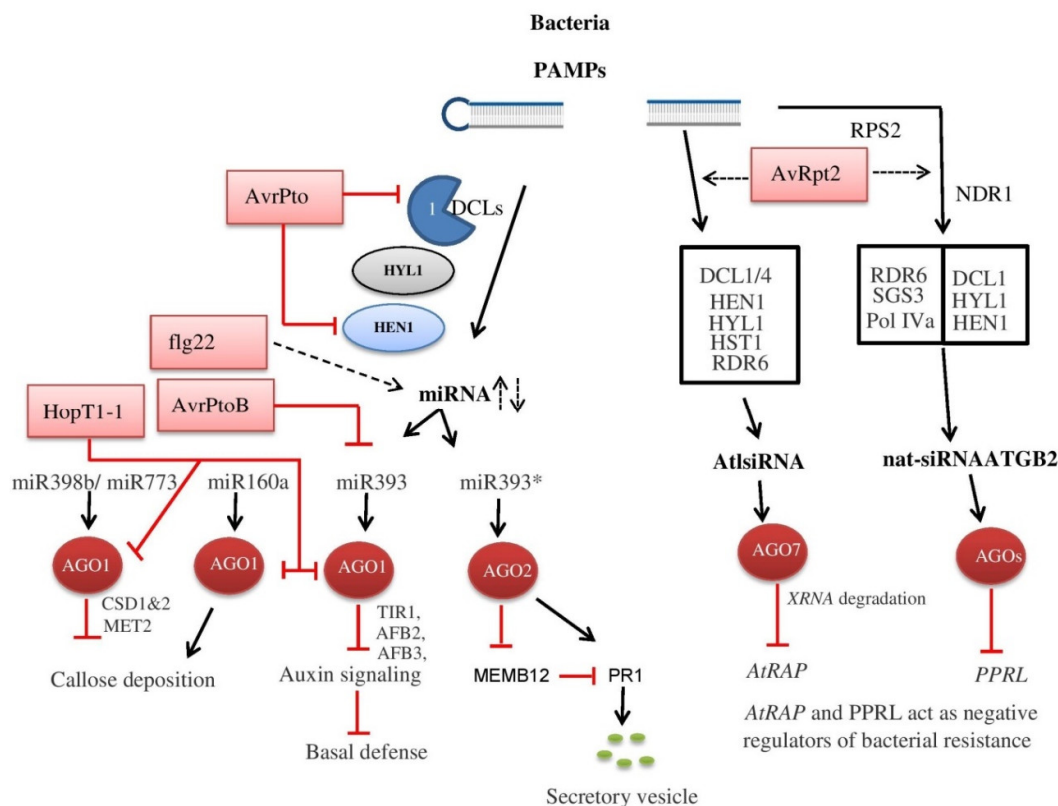 Bacteria
PAMPs
RPS2
AvRpt2
NDR1
AvrPto
1 DCLs
HYL1
HEN1
DCL1/4
HEN1
HYL1
HST1
RDR6
RDR6
SGS3
Pol IVa
DCL1
HYL1
HEN1
flg22
miRNA
HopT1-1
AvrPtoB
AtlsiRNA
nat-siRNAATGB2
miR398b/ miR773
miR160a
miR393
miR393*
AGO1
AGO1
AGO1
AGO2
AGO7
AGOs
CSD1&2
MET2
TIR1,
AFB2,
AFB3,
XRNA degradation
Callose deposition
Auxin signaling
MEMB12
PR1
AtRAP
PPRL
Basal defense
AtRAP and PPRL act as negative
regulators of bacterial resistance
Secretory vesicle